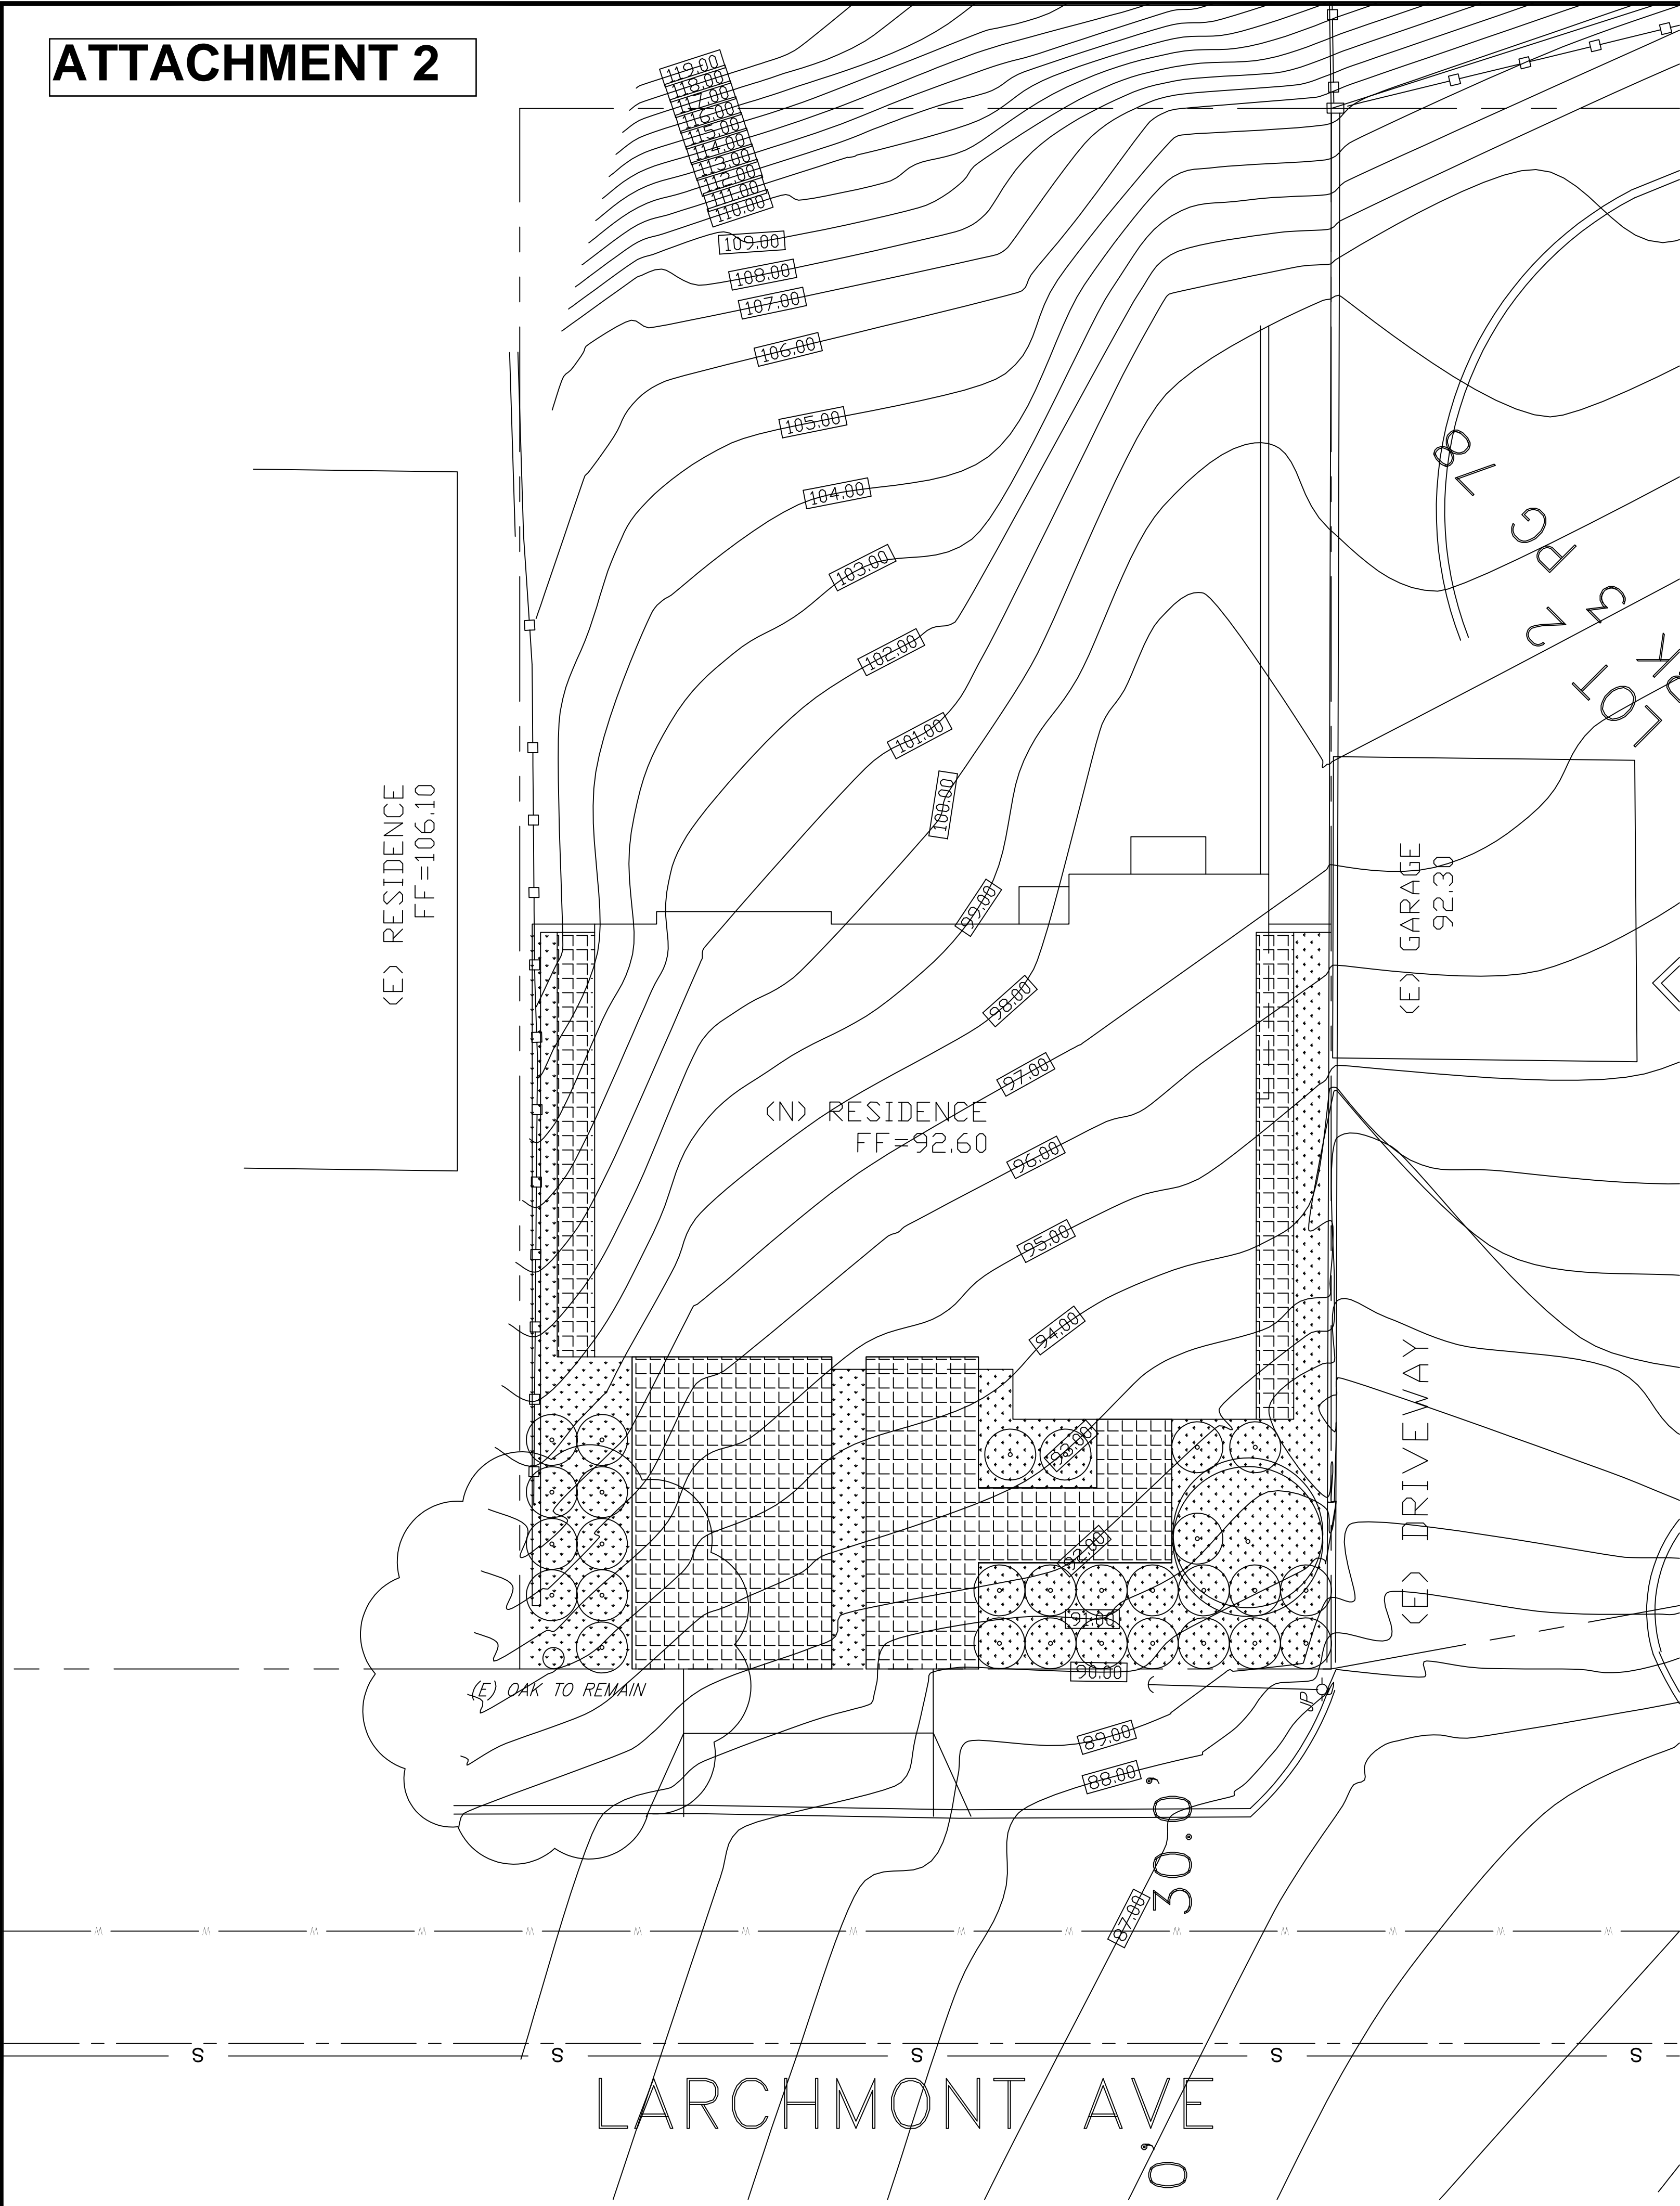 ATTACHMENT 2
119.00
118.00
117.00
116.00
115.00
114.00
113.00
112.00
111.00
110.00
109.00
108.00
107.00
106.00
105.00
104.00
103.00
102.00
101.00
100.00
99.00
98.00
97.00
96.00
95.00
94.00
93.00
92.00
91.00
90.00
89.00
88.00
87.00
PG 78
3
LOT 2
(E) RESIDENCE
FF=106.10
(E) GARAGE
92.30
(N) RESIDENCE
FF=92.60
(E) DRIVEWAY
(E) OAK TO REMAIN
JP
30.0'
W W W W W W W W W W W W W W W
S S S S S
LARCHMONT AVE
0'